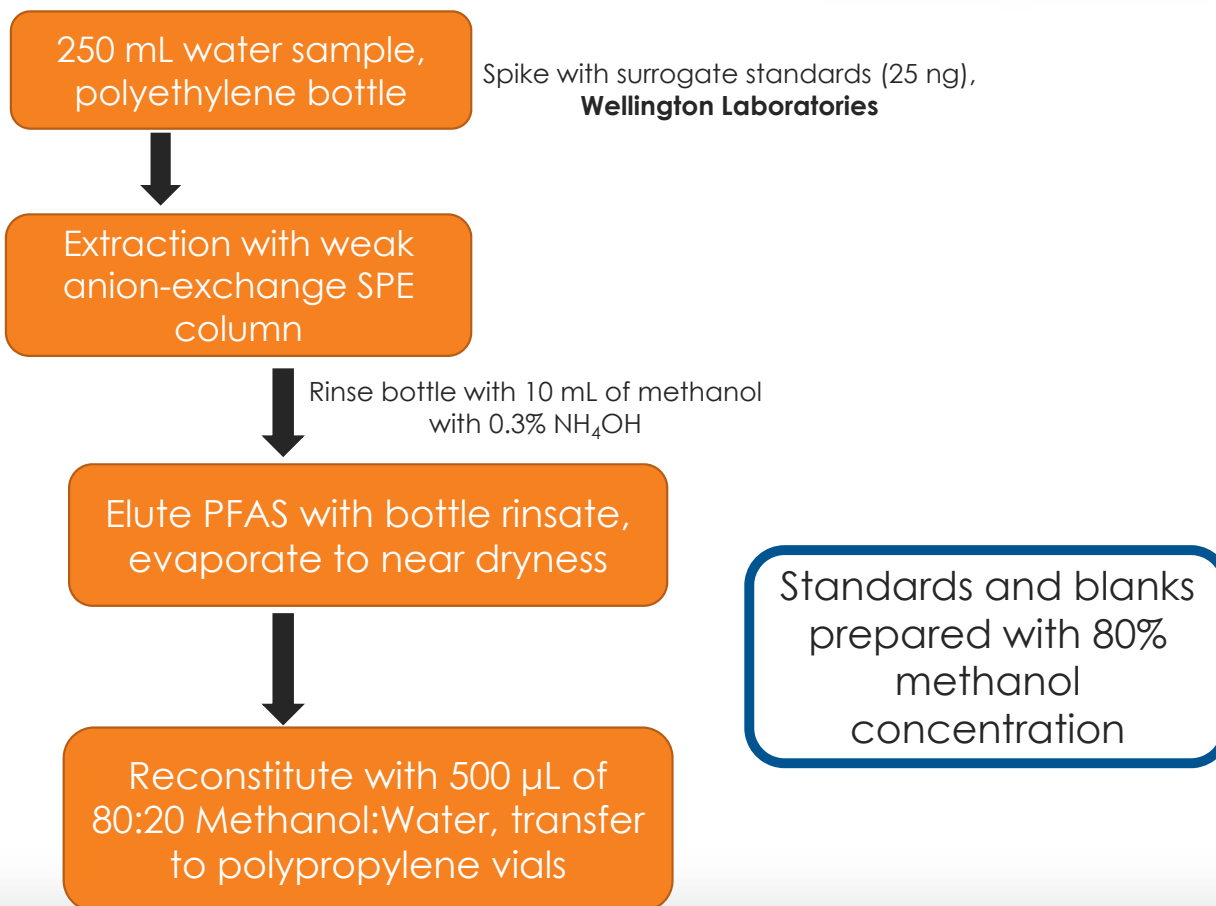 250 mL water sample,
polyethylene bottle
Spike with surrogate standards (25 ng),
Wellington Laboratories
Extraction with weak
anion-exchange SPE
column
Rinse bottle with 10 mL of methanol
with 0.3% NH₄OH
Elute PFAS with bottle rinsate,
evaporate to near dryness
Standards and blanks
prepared with 80%
methanol
concentration
Reconstitute with 500 µL of
80:20 Methanol:Water, transfer
to polypropylene vials